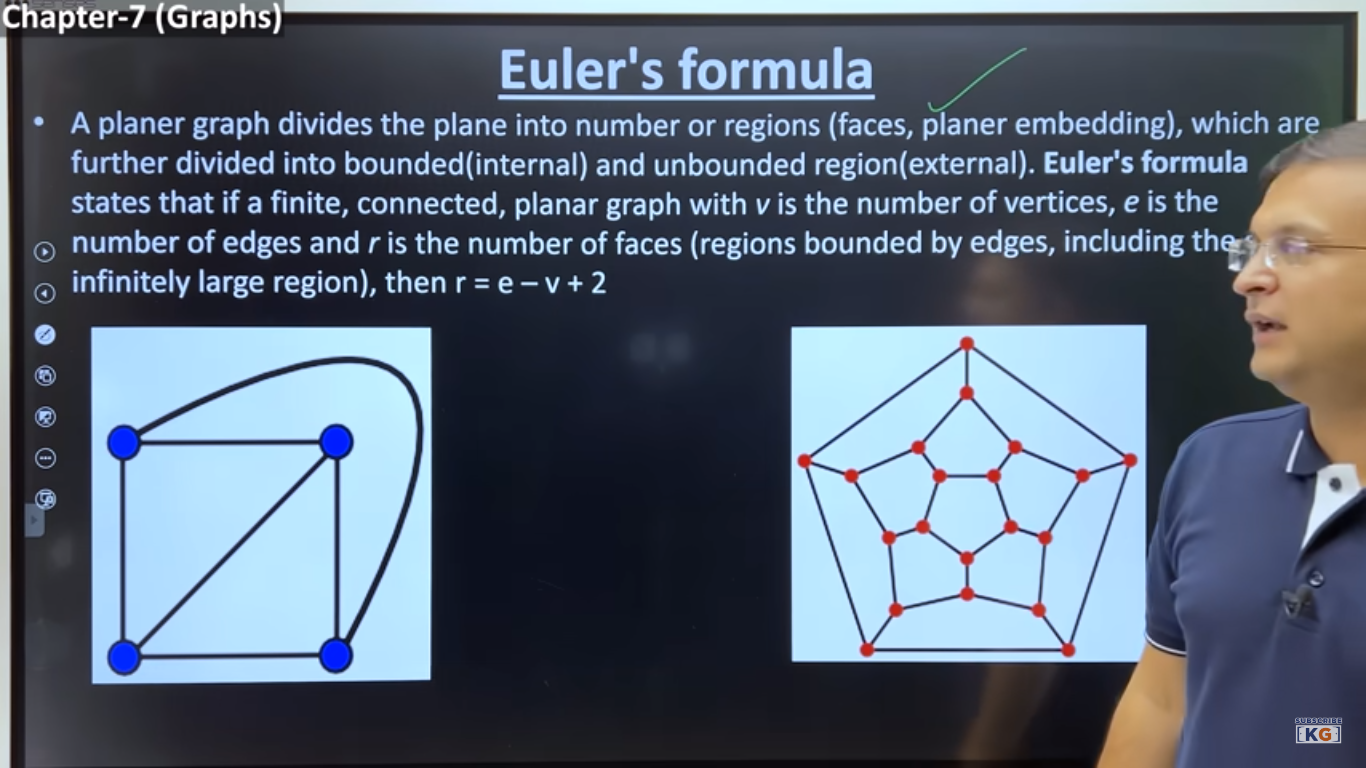 Chapter-7 (Graphs)
Euler's formula
• A planer graph divides the plane into number or regions (faces, planer embedding), which are
further divided into bounded(internal) and unbounded region(external). Euler's formula
states that if a finite, connected, planar graph with v is the number of vertices, e is the
number of edges and r is the number of faces (regions bounded by edges, including the
infinitely large region), then r = e – v + 2
SUBSCRIBE
KG